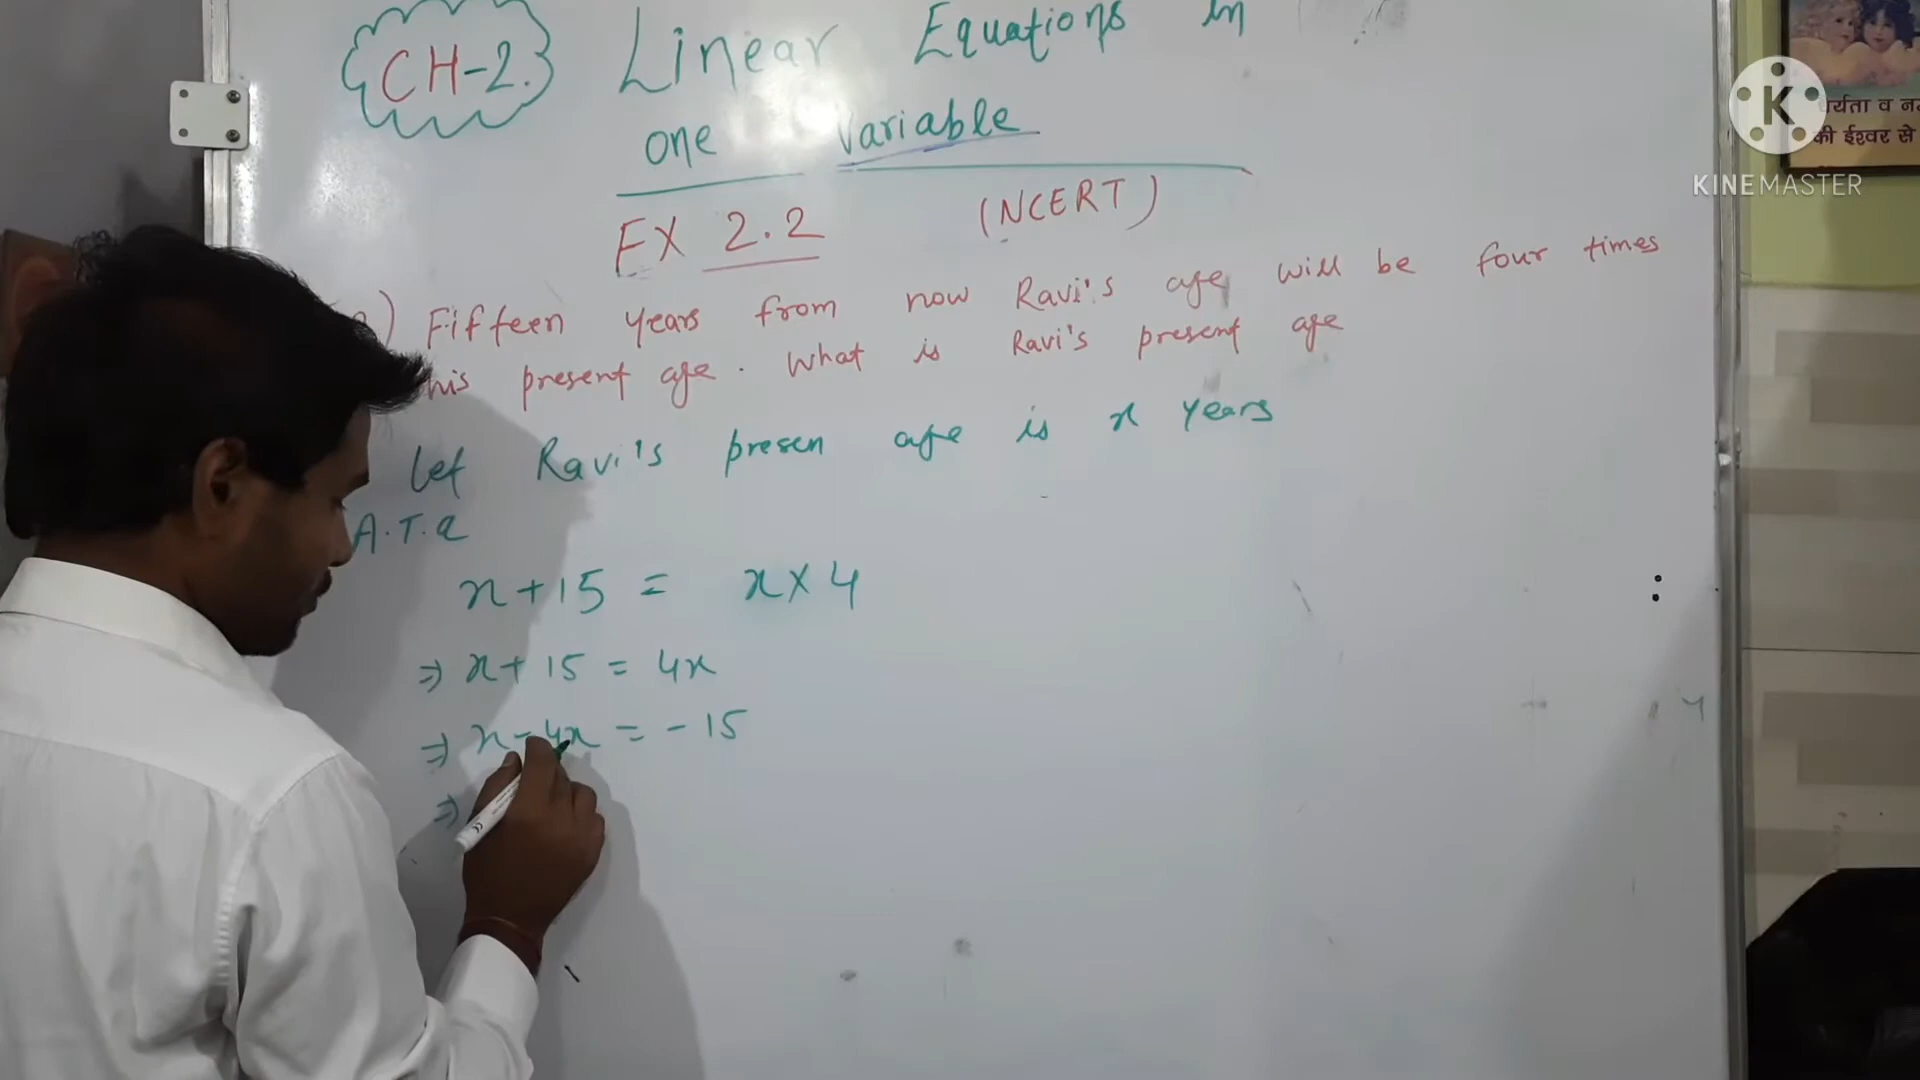 CH-2.
Linear Equations in
one variable
EX 2.2 (NCERT)
) Fifteen years from now Ravi's age will be four times
his present age. What is Ravi's present age
Let Ravi's presen age is x years
A.T.Q
x+15 = x×4
⇒ x+15 = 4x
⇒ x-4x = -15
⇒
K
KINEMASTER
व न
की ईश्वर से